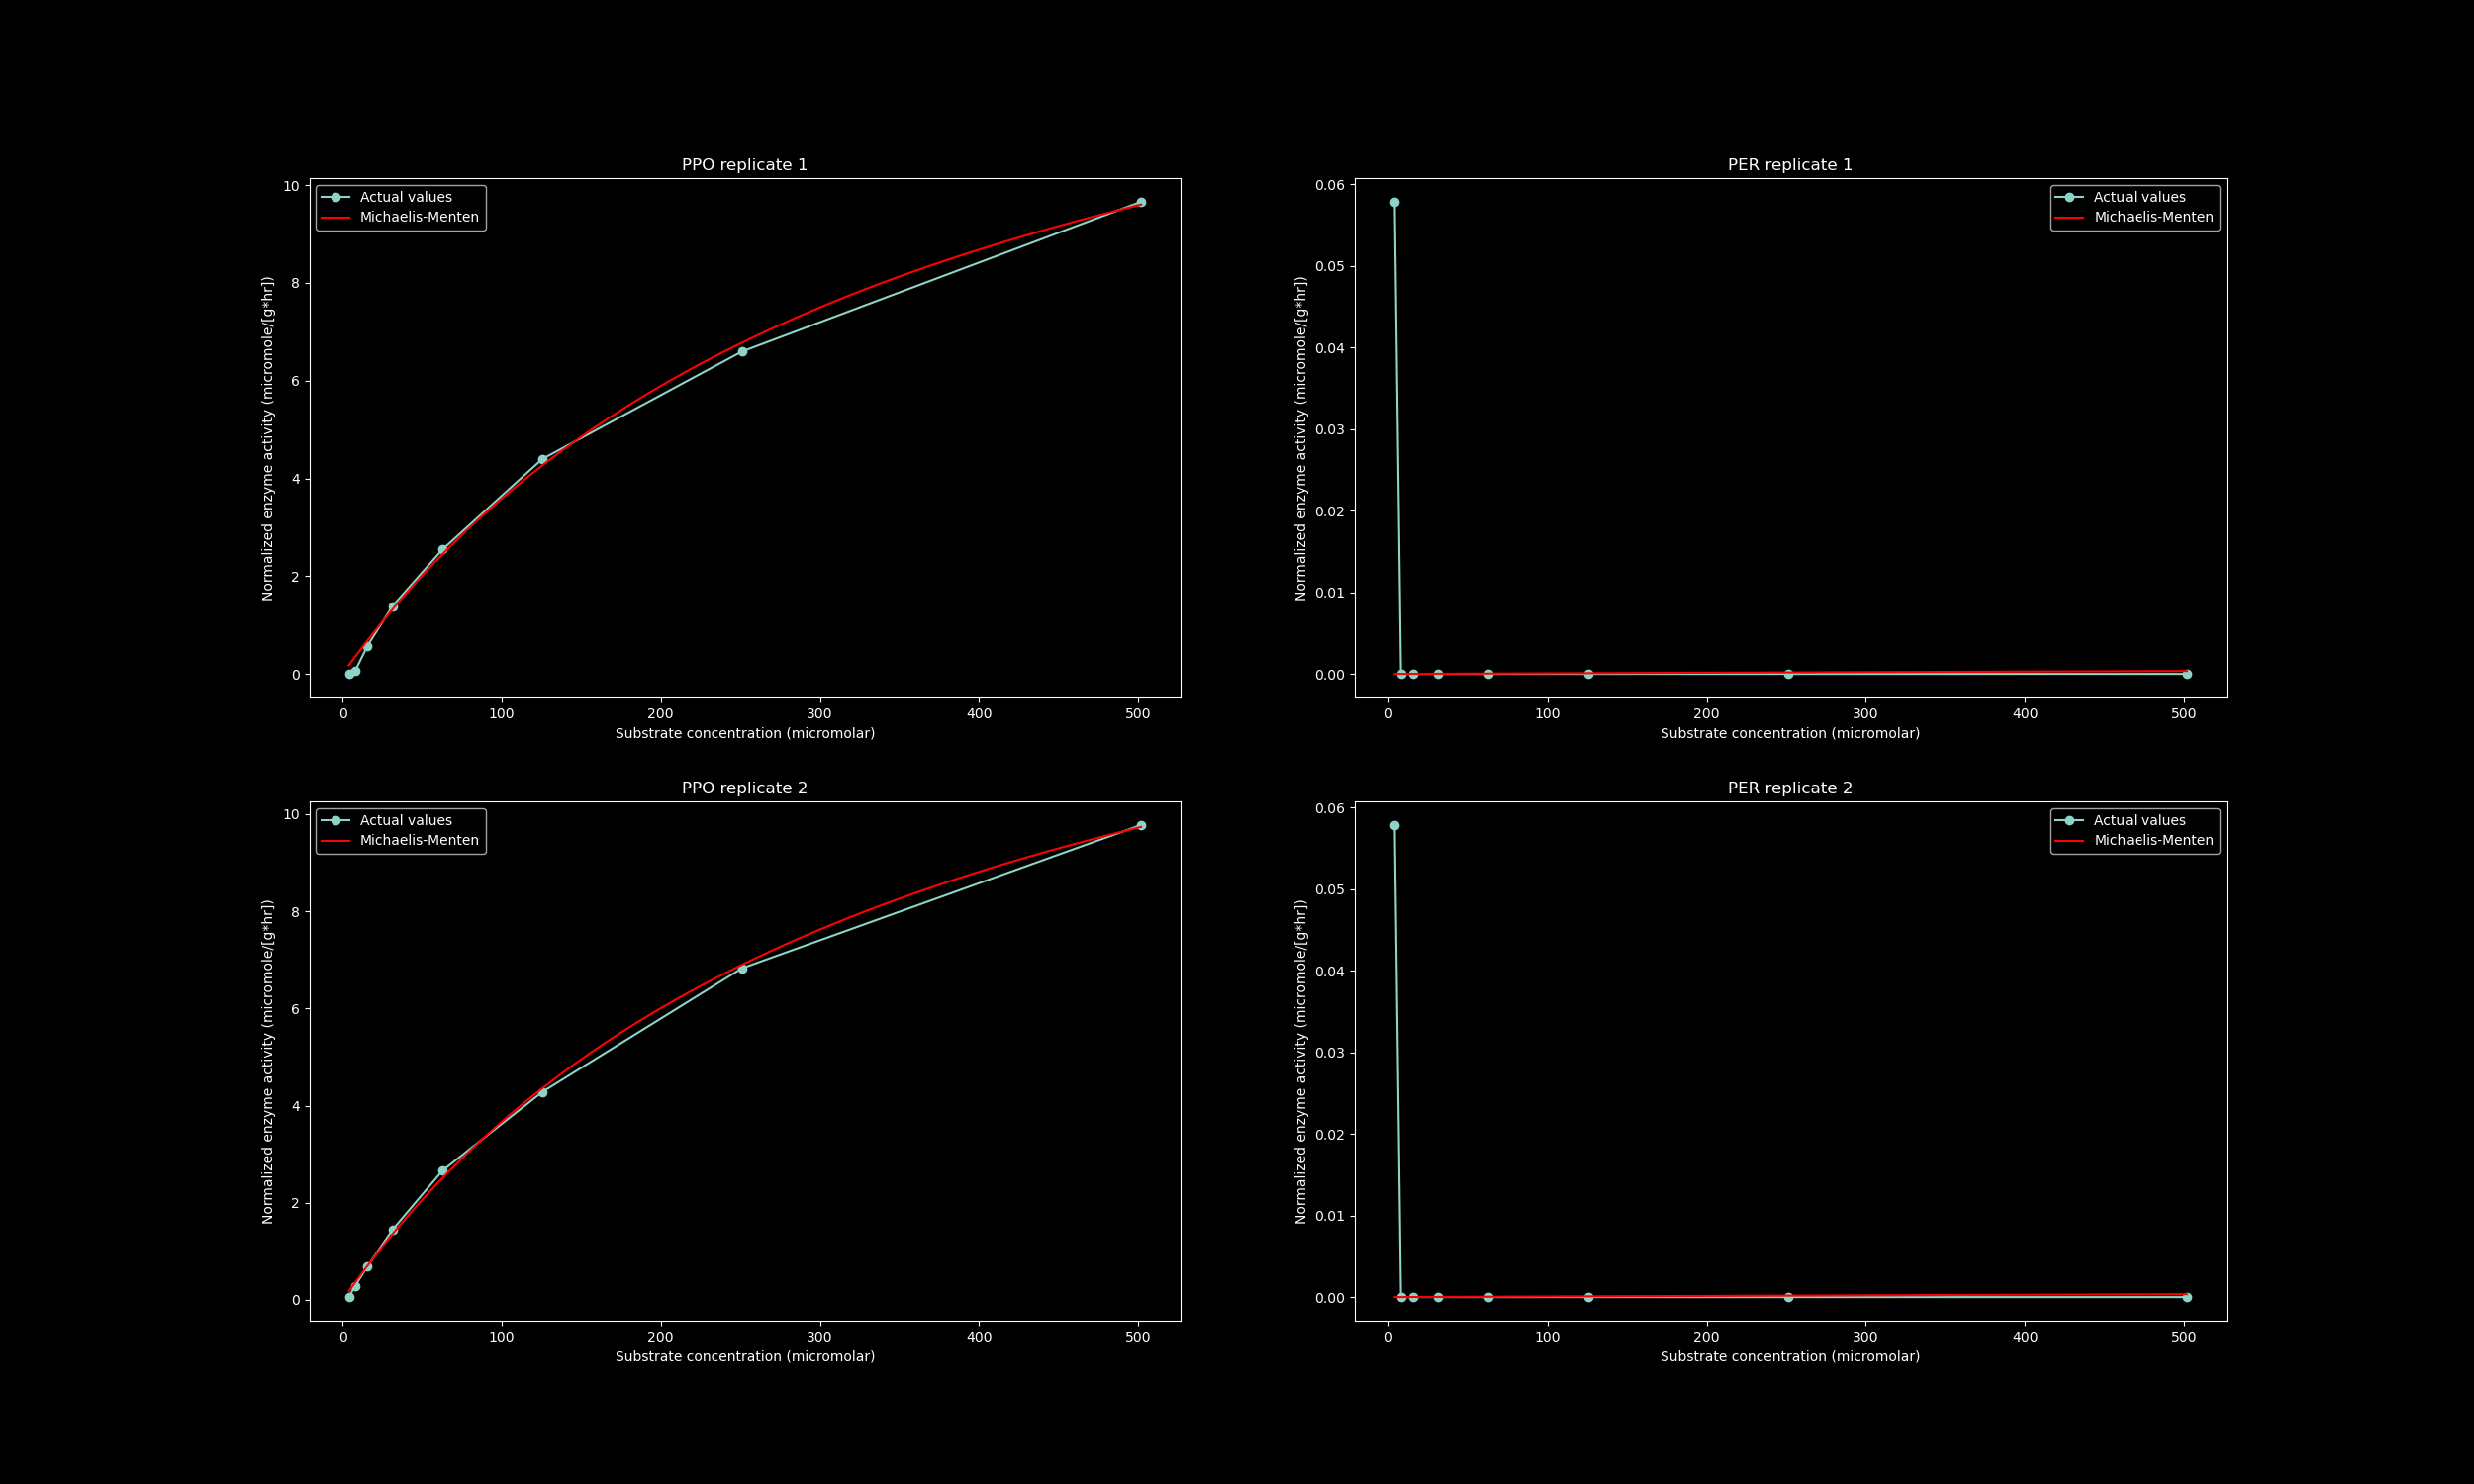 PPO replicate 1
Actual values
Michaelis-Menten
Normalized enzyme activity (micromole/[g*hr])
10
8
6
4
2
0
0 100 200 300 400 500
Substrate concentration (micromolar)
PER replicate 1
Actual values
Michaelis-Menten
Normalized enzyme activity (micromole/[g*hr])
0.06
0.05
0.04
0.03
0.02
0.01
0.00
0 100 200 300 400 500
Substrate concentration (micromolar)
PPO replicate 2
Actual values
Michaelis-Menten
Normalized enzyme activity (micromole/[g*hr])
10
8
6
4
2
0
0 100 200 300 400 500
Substrate concentration (micromolar)
PER replicate 2
Actual values
Michaelis-Menten
Normalized enzyme activity (micromole/[g*hr])
0.06
0.05
0.04
0.03
0.02
0.01
0.00
0 100 200 300 400 500
Substrate concentration (micromolar)